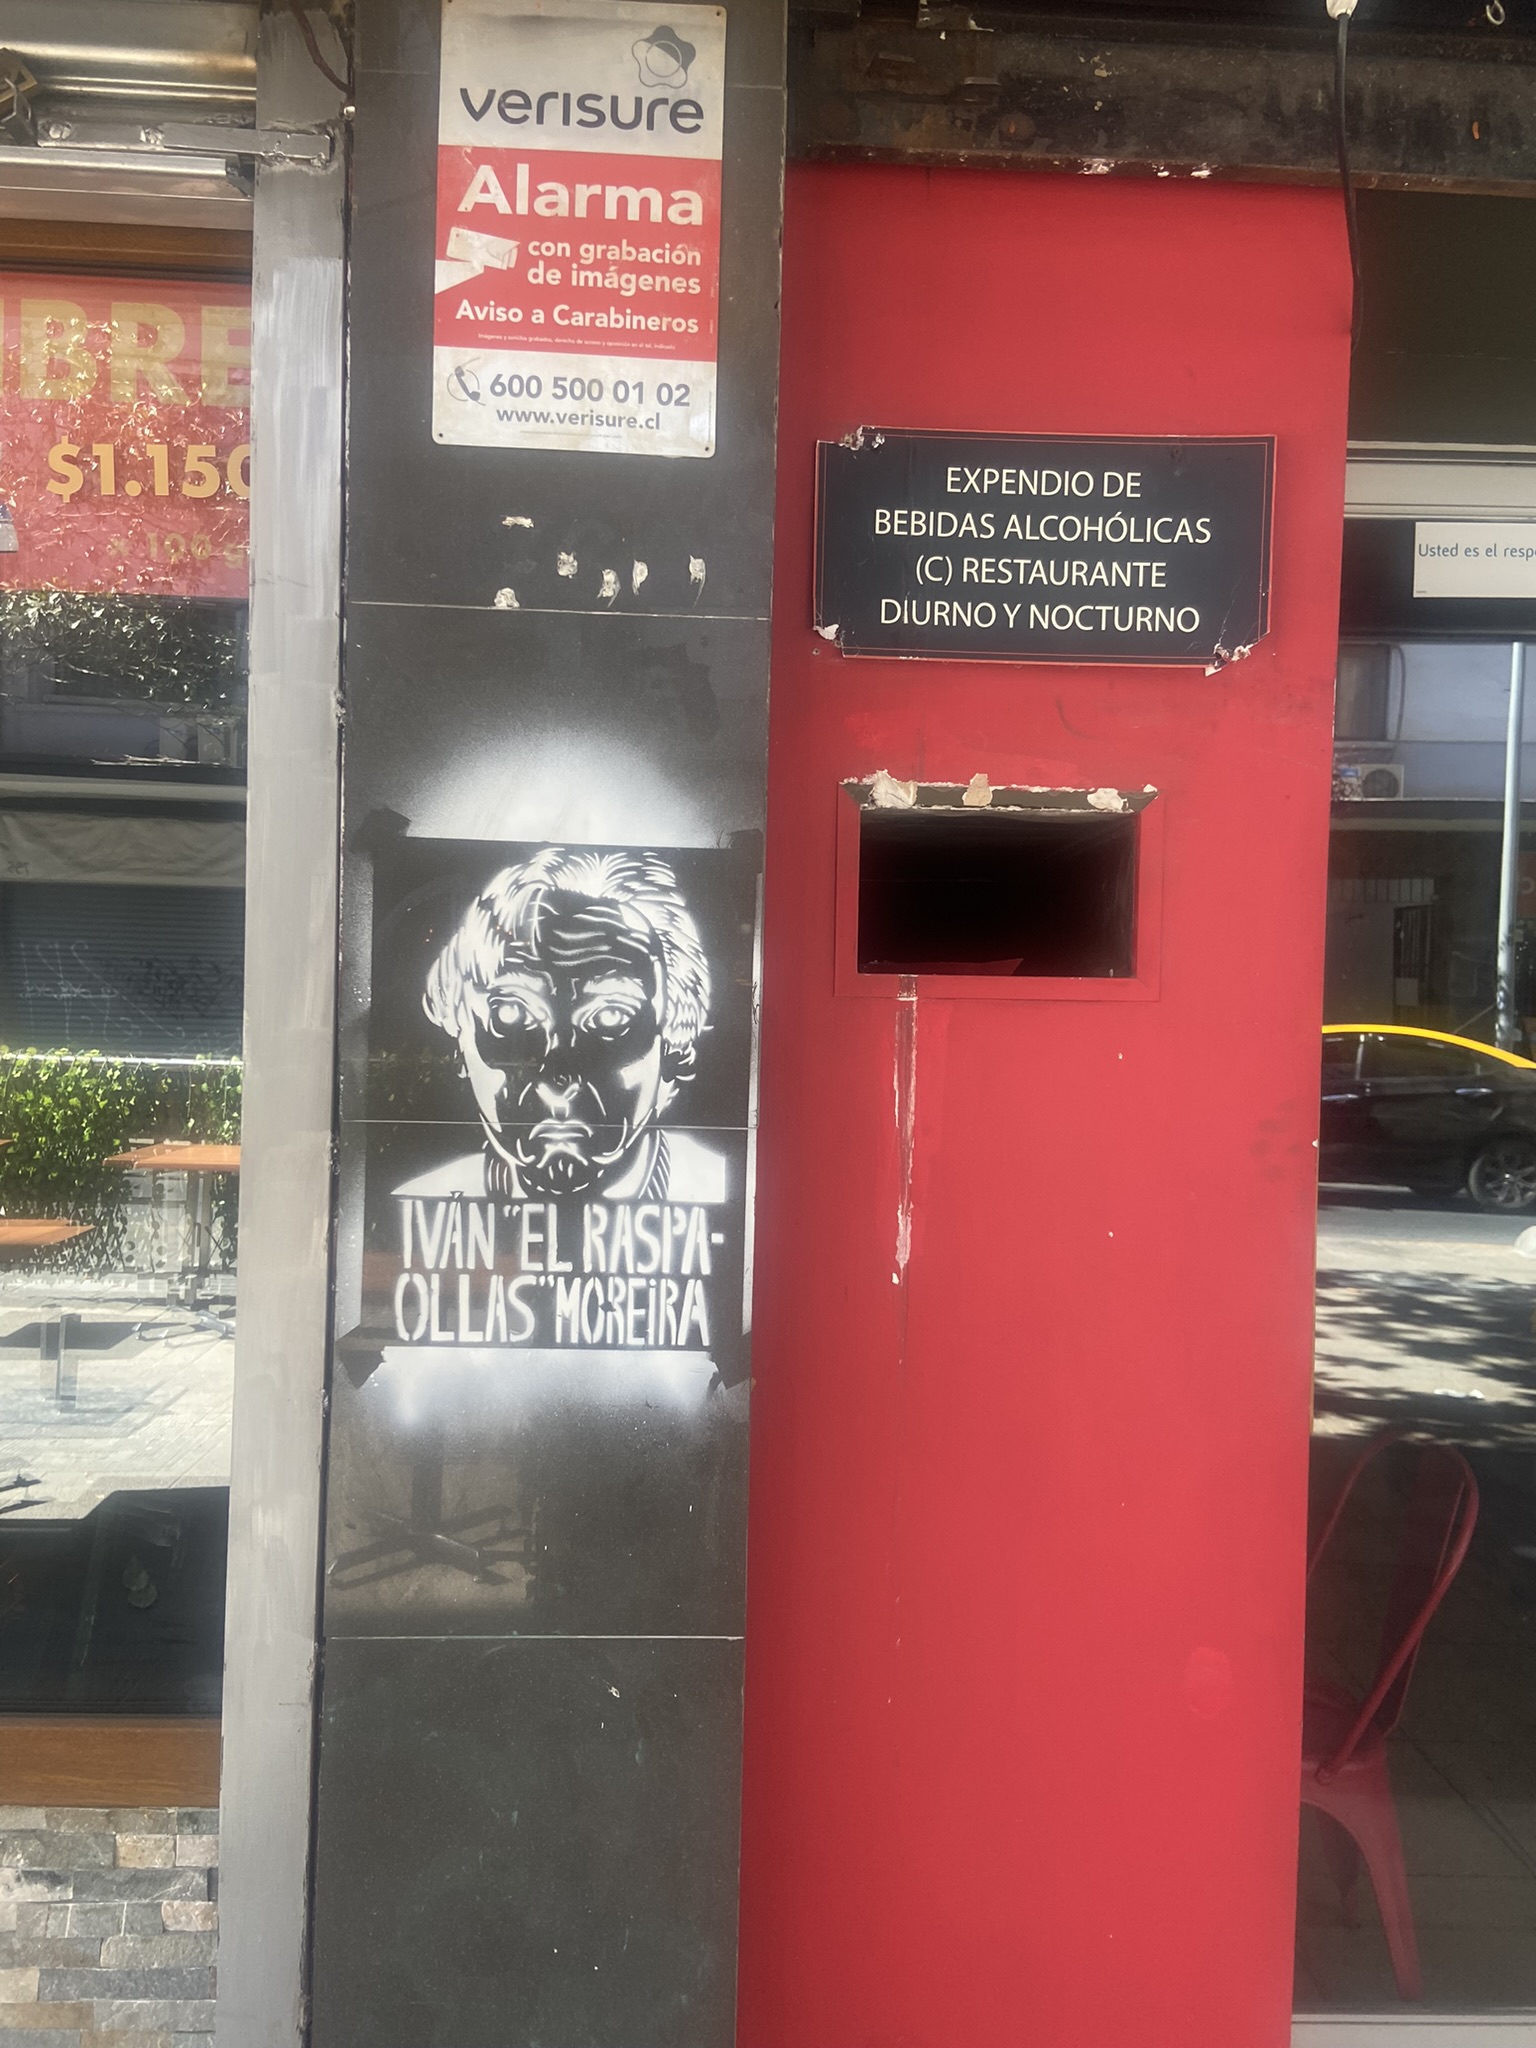 verisure
Alarma
con grabación
de imágenes
Aviso a Carabineros
600 500 01 02
www.verisure.cl
BRE
$1.150
x 100 g
EXPENDIO DE
BEBIDAS ALCOHÓLICAS
(C) RESTAURANTE
DIURNO Y NOCTURNO
Usted es el resp
IVÁN "EL RASPA-
OLLAS" MOREIRA